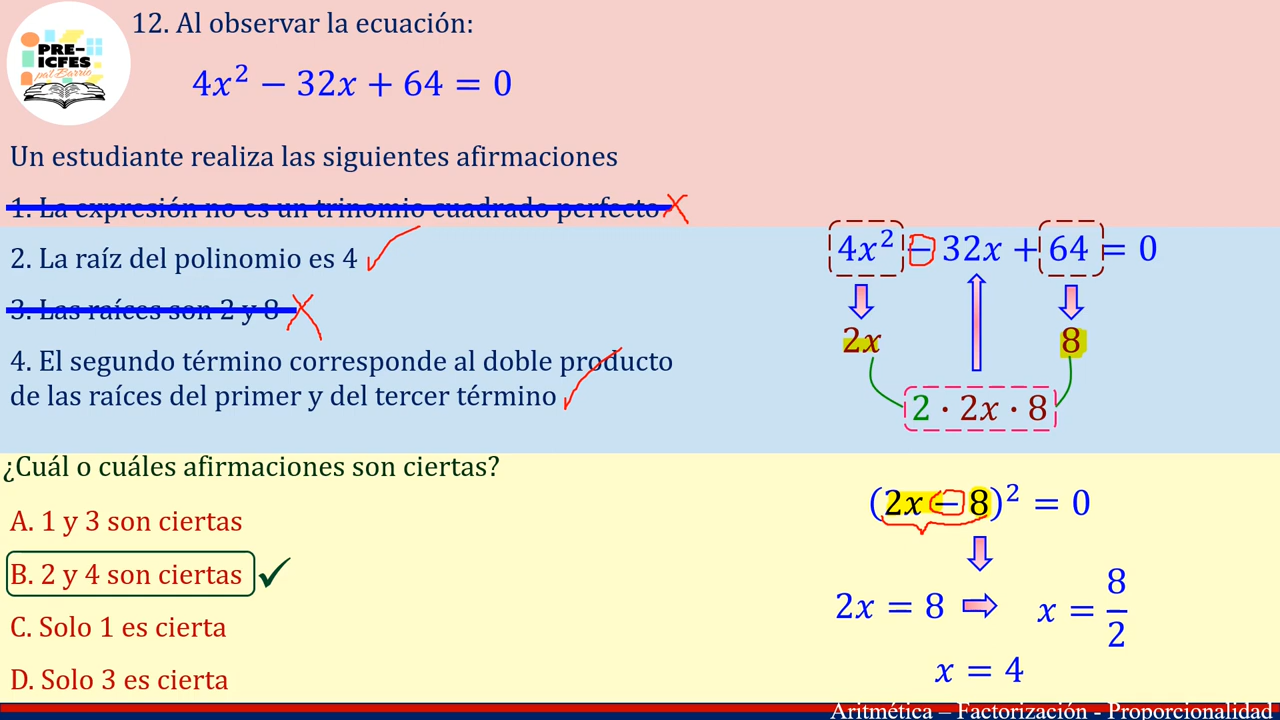 PRE-
ICFES
pal Barrio
12. Al observar la ecuación:
4x² − 32x + 64 = 0
Un estudiante realiza las siguientes afirmaciones
1. La expresión no es un trinomio cuadrado perfecto
2. La raíz del polinomio es 4
3. Las raíces son 2 y 8
4. El segundo término corresponde al doble producto
de las raíces del primer y del tercer término
¿Cuál o cuáles afirmaciones son ciertas?
A. 1 y 3 son ciertas
B. 2 y 4 son ciertas
C. Solo 1 es cierta
D. Solo 3 es cierta
4x² − 32x + 64 = 0
2x 8
2 · 2x · 8
(2x − 8)² = 0
2x = 8 ⇒ x = 8/2
x = 4
Aritmética – Factorización - Proporcionalidad